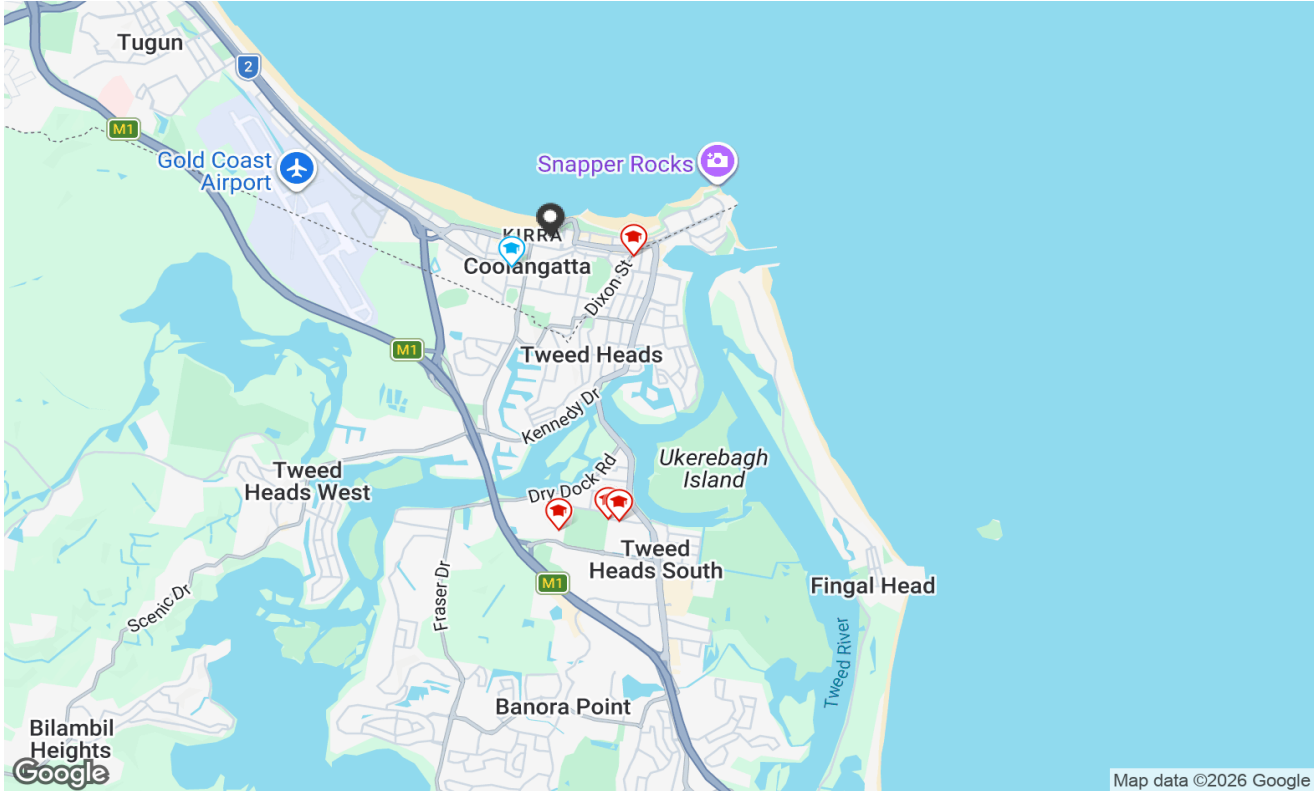 Tugun
2
M1
Gold Coast
Airport
Snapper Rocks
KIRRA
Coolangatta
Dixon St
M1
Tweed Heads
Kennedy Dr
Tweed
Heads West
Ukerebagh
Island
Dry Dock Rd
Tweed
Heads South
M1
Fingal Head
Fraser Dr
Scenic Dr
Tweed River
Banora Point
Bilambil
Heights
Google
Map data ©2026 Google